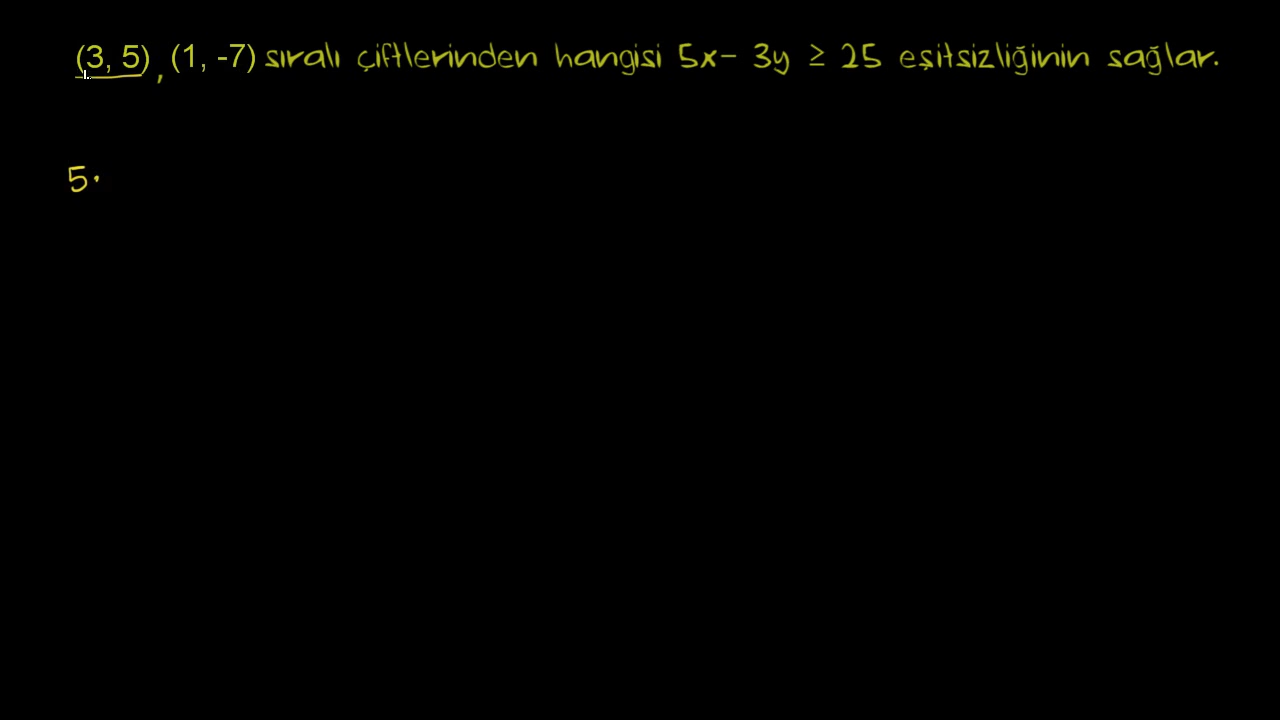 (3, 5) , (1, -7) sıralı çiftlerinden hangisi 5x- 3y ≥ 25 eşitsizliğinin sağlar.
5·